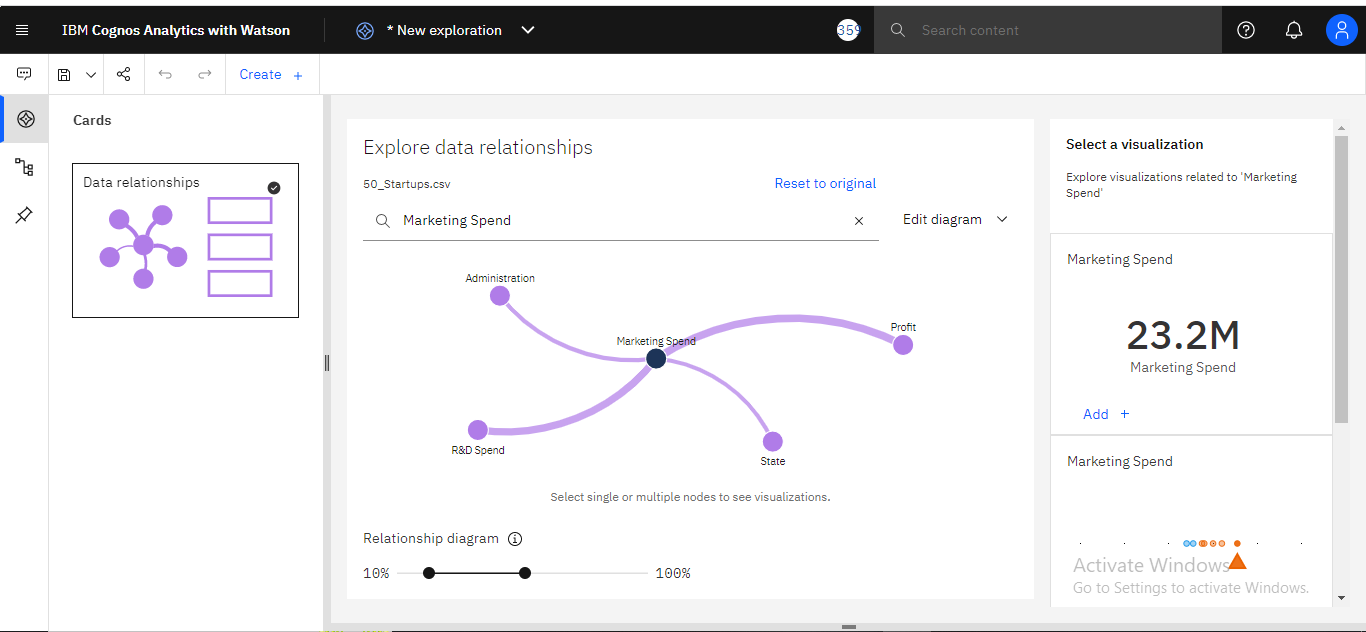 IBM Cognos Analytics with Watson
* New exploration
359
Search content
Create +
Cards
Data relationships
Explore data relationships
50_Startups.csv
Reset to original
Marketing Spend
Edit diagram
Administration
Marketing Spend
Profit
R&D Spend
State
Select single or multiple nodes to see visualizations.
Relationship diagram
10%
100%
Select a visualization
Explore visualizations related to 'Marketing
Spend'
Marketing Spend
23.2M
Marketing Spend
Add +
Marketing Spend
Activate Windows
Go to Settings to activate Windows.